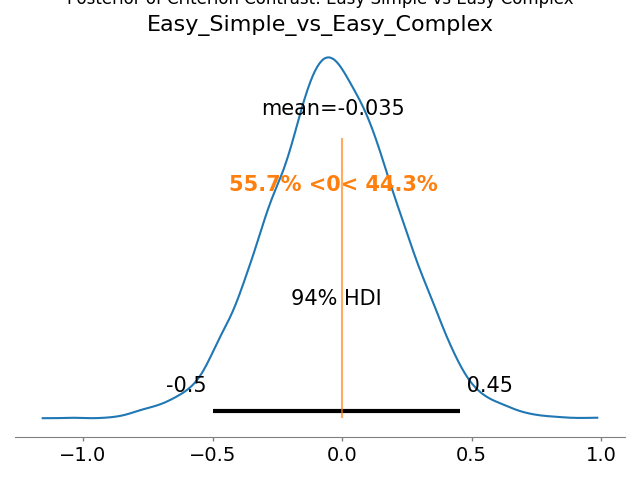 Posterior of Criterion Contrast: Easy Simple vs Easy Complex
Easy_Simple_vs_Easy_Complex
mean=-0.035
55.7% <0< 44.3%
94% HDI
-0.5 0.45
−1.0 −0.5 0.0 0.5 1.0